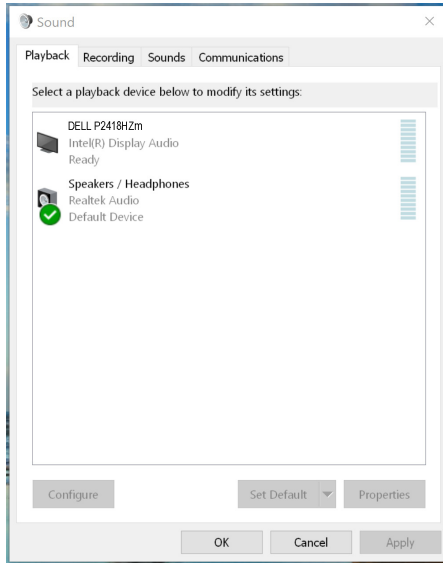 Sound
Playback Recording Sounds Communications
Select a playback device below to modify its settings:
DELL P2418HZm
Intel(R) Display Audio
Ready
Speakers / Headphones
Realtek Audio
Default Device
Configure Set Default Properties
OK Cancel Apply